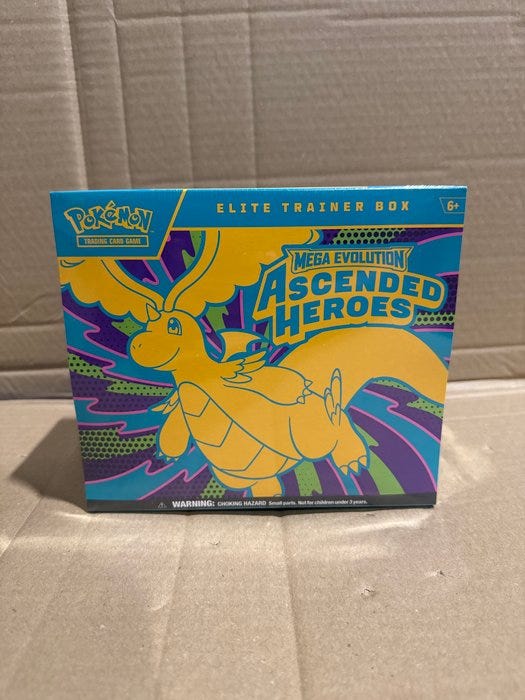 POKéMON
TRADING CARD GAME
ELITE TRAINER BOX
6+
MEGA EVOLUTION
ASCENDED
HEROES
WARNING: CHOKING HAZARD Small parts. Not for children under 3 years.